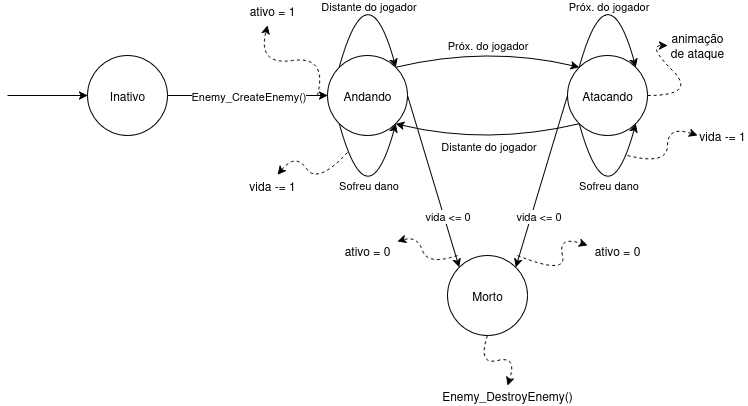 ativo = 1
Distante do jogador
Próx. do jogador
Próx. do jogador
animação
de ataque
Inativo
Enemy_CreateEnemy()
Andando
Atacando
Distante do jogador
vida -= 1
vida -= 1
Sofreu dano
Sofreu dano
vida <= 0
vida <= 0
ativo = 0
ativo = 0
Morto
Enemy_DestroyEnemy()